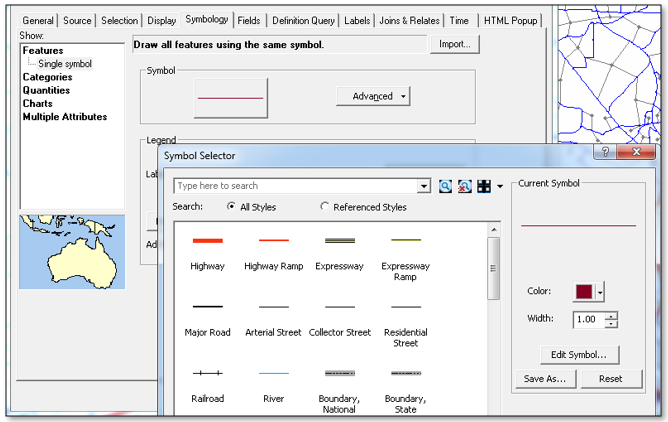 General Source Selection Display Symbology Fields Definition Query Labels Joins & Relates Time HTML Popup
Show:
Features
Single symbol
Categories
Quantities
Charts
Multiple Attributes
Draw all features using the same symbol.
Import...
Symbol
Advanced
Legend
Symbol Selector
Type here to search
Search: All Styles Referenced Styles
Highway Highway Ramp Expressway Expressway
Ramp
Major Road Arterial Street Collector Street Residential
Street
Railroad River Boundary, Boundary,
National State
Current Symbol
Color:
Width: 1.00
Edit Symbol...
Save As... Reset